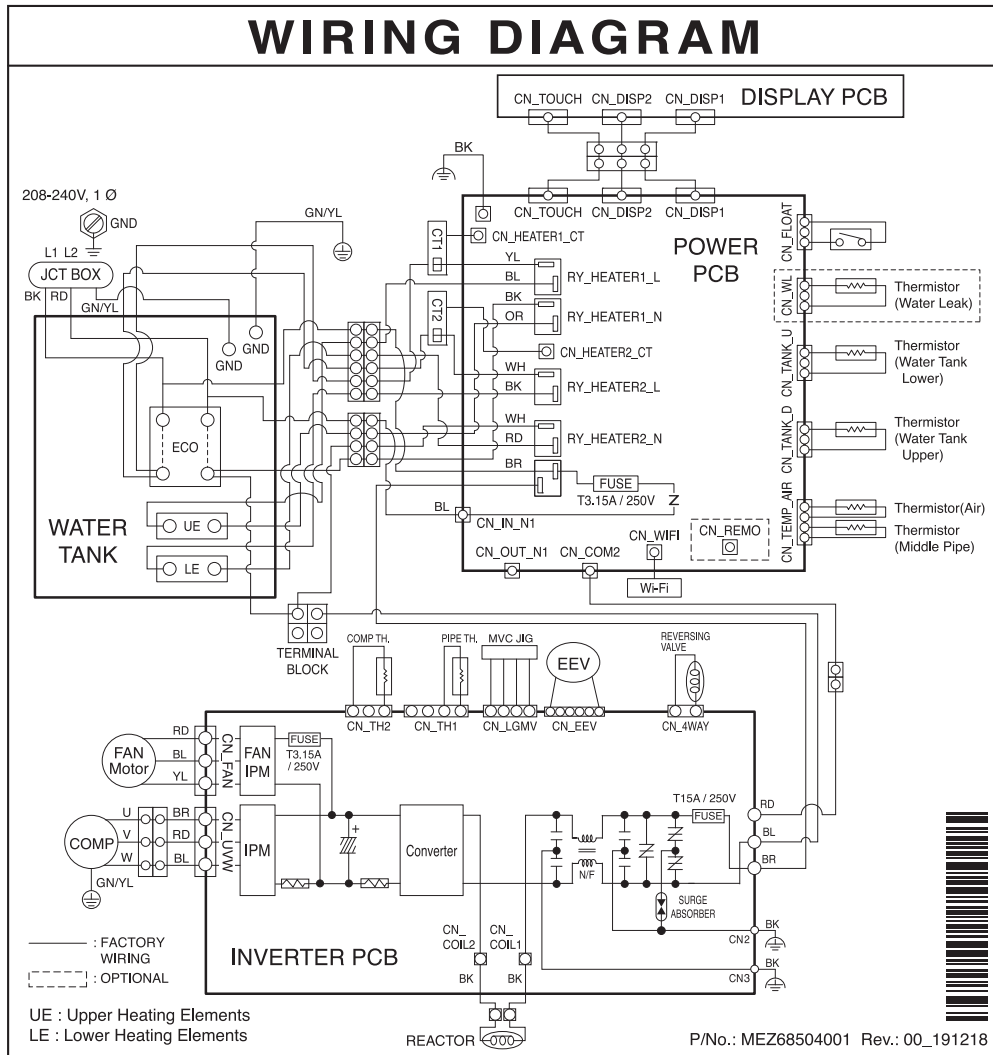 WIRING DIAGRAM
CN_TOUCH CN_DISP2 CN_DISP1 DISPLAY PCB
BK
208-240V, 1 Ø
GND
GN/YL
CN_TOUCH CN_DISP2 CN_DISP1
CN_HEATER1_CT
POWER
PCB
CN_FLOAT
L1 L2
JCT BOX
BK RD
GN/YL
CT1
YL
BL
RY_HEATER1_L
CN_WL
Thermistor
(Water Leak)
GND
GND
CT2
BK
OR
RY_HEATER1_N
CN_HEATER2_CT
CN_TANK_U
Thermistor
(Water Tank
Lower)
WH
BK
RY_HEATER2_L
ECO
WH
RD
RY_HEATER2_N
CN_TANK_D
Thermistor
(Water Tank
Upper)
BR
FUSE
T3.15A / 250V
N
WATER
TANK
UE
LE
BL
CN_IN_N1
CN_OUT_N1 CN_COM2
CN_WIFI
Wi-Fi
CN_REMO
CN_TEMP_AIR
Thermistor(Air)
Thermistor
(Middle Pipe)
TERMINAL
BLOCK
COMP TH.
PIPE TH.
MVC JIG
EEV
REVERSING
VALVE
CN_TH2 CN_TH1 CN_LGMV CN_EEV CN_4WAY
FAN
Motor
RD
BL
YL
CN_FAN
FAN
IPM
FUSE
T3.15A
/ 250V
COMP
U
V
W
BR
RD
BL
GN/YL
CN_UVW
IPM
+
Converter
N/F
T15A / 250V
FUSE
RD
BL
BR
SURGE
ABSORBER
CN2
BK
CN3
BK
INVERTER PCB
CN_
COIL2
CN_
COIL1
BK BK
REACTOR
: FACTORY
WIRING
: OPTIONAL
UE : Upper Heating Elements
LE : Lower Heating Elements
P/No.: MEZ68504001 Rev.: 00_191218